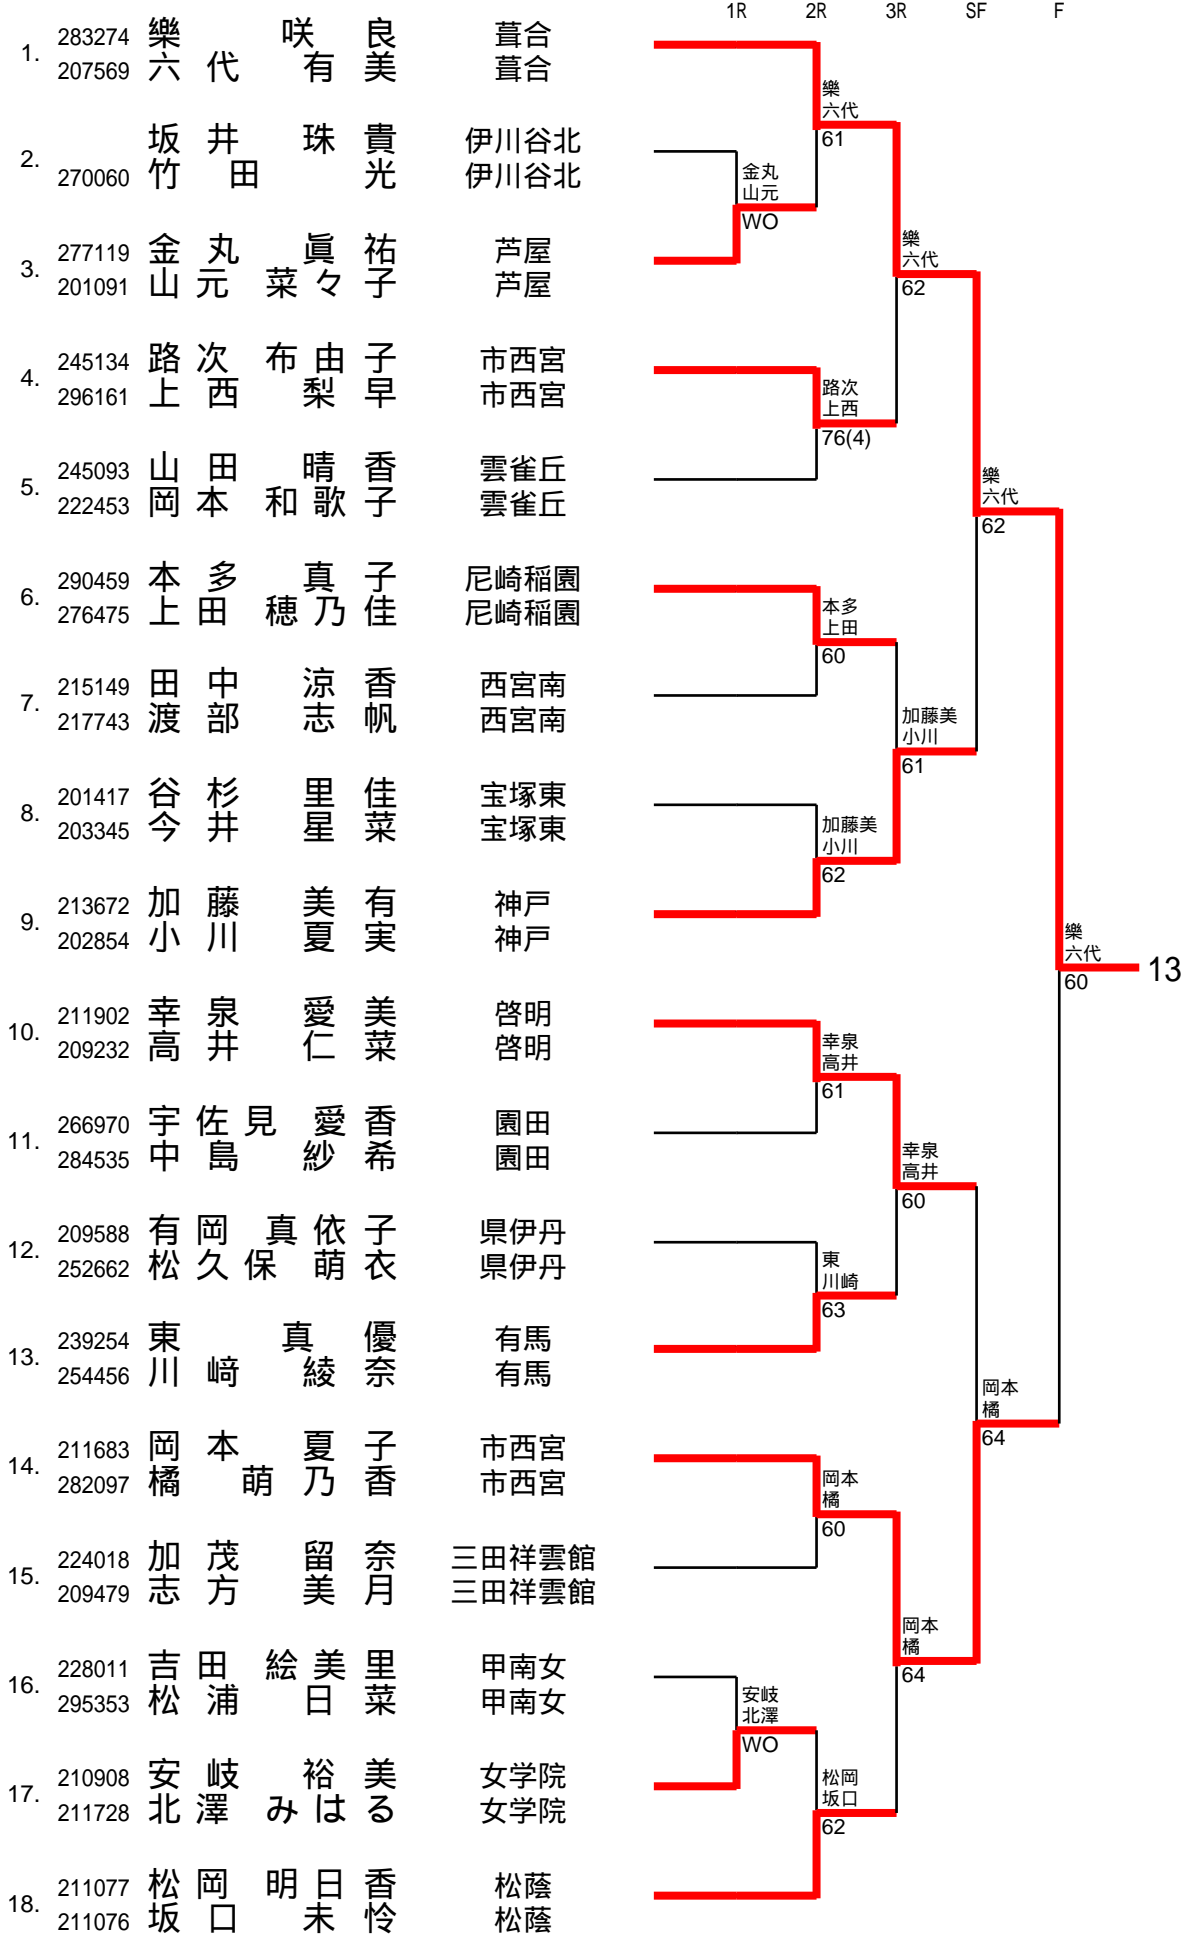 1R 2R 3R SF F
1. 283274 樂 咲 良 葺合
207569 六 代 有 美 葺合
樂
六代
61
2. 坂 井 珠 貴 伊川谷北
270060 竹 田 光 伊川谷北
金丸
山元
WO
3. 277119 金 丸 眞 祐 芦屋
201091 山 元 菜 々 子 芦屋
樂
六代
62
4. 245134 路 次 布 由 子 市西宮
296161 上 西 梨 早 市西宮
路次
上西
76(4)
5. 245093 山 田 晴 香 雲雀丘
222453 岡 本 和 歌 子 雲雀丘
樂
六代
62
6. 290459 本 多 真 子 尼崎稲園
276475 上 田 穂 乃 佳 尼崎稲園
本多
上田
60
7. 215149 田 中 涼 香 西宮南
217743 渡 部 志 帆 西宮南
加藤美
小川
61
8. 201417 谷 杉 里 佳 宝塚東
203345 今 井 星 菜 宝塚東
加藤美
小川
62
9. 213672 加 藤 美 有 神戸
202854 小 川 夏 実 神戸
樂
六代
60
13
10. 211902 幸 泉 愛 美 啓明
209232 高 井 仁 菜 啓明
幸泉
高井
61
11. 266970 宇 佐 見 愛 香 園田
284535 中 島 紗 希 園田
幸泉
高井
60
12. 209588 有 岡 真 依 子 県伊丹
252662 松 久 保 萌 衣 県伊丹
東
川崎
63
13. 239254 東 真 優 有馬
254456 川 﨑 綾 奈 有馬
岡本
橘
64
14. 211683 岡 本 夏 子 市西宮
282097 橘 萌 乃 香 市西宮
岡本
橘
60
15. 224018 加 茂 留 奈 三田祥雲館
209479 志 方 美 月 三田祥雲館
岡本
橘
64
16. 228011 吉 田 絵 美 里 甲南女
295353 松 浦 日 菜 甲南女
安岐
北澤
WO
17. 210908 安 岐 裕 美 女学院
211728 北 澤 み は る 女学院
松岡
坂口
62
18. 211077 松 岡 明 日 香 松蔭
211076 坂 口 未 怜 松蔭